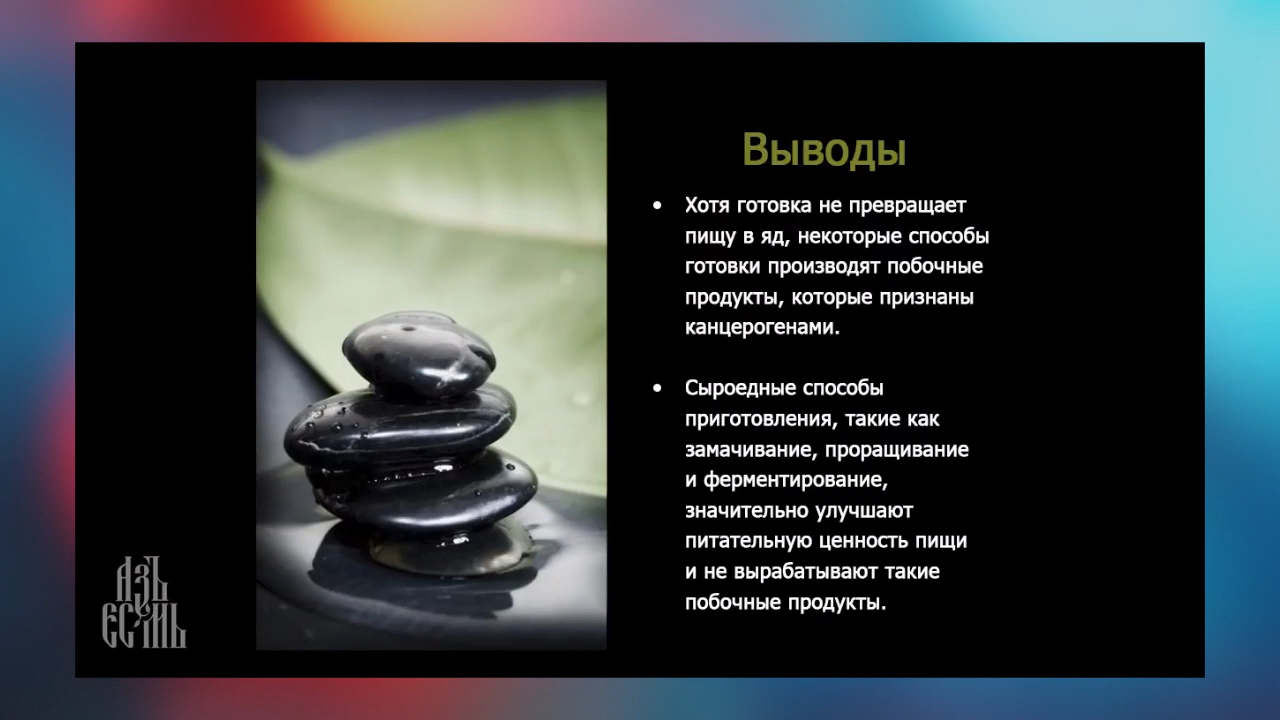 Выводы
• Хотя готовка не превращает
пищу в яд, некоторые способы
готовки производят побочные
продукты, которые признаны
канцерогенами.
• Сыроедные способы
приготовления, такие как
замачивание, проращивание
и ферментирование,
значительно улучшают
питательную ценность пищи
и не вырабатывают такие
побочные продукты.
АЗЪ
ЕСМЬ